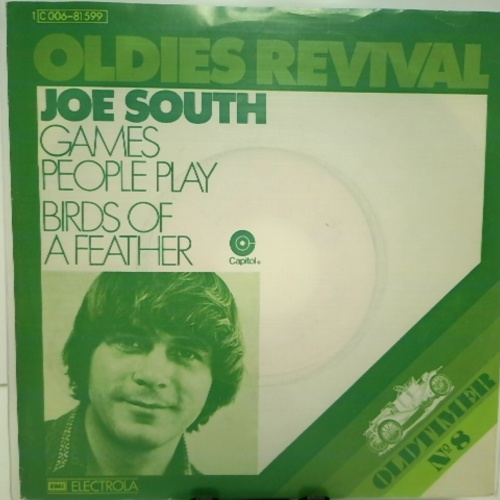 1C 006-81 599
OLDIES REVIVAL
JOE SOUTH
GAMES
PEOPLE PLAY
BIRDS OF
A FEATHER
Capitol®
OLDTIMER
Nº 8
EMI ELECTROLA